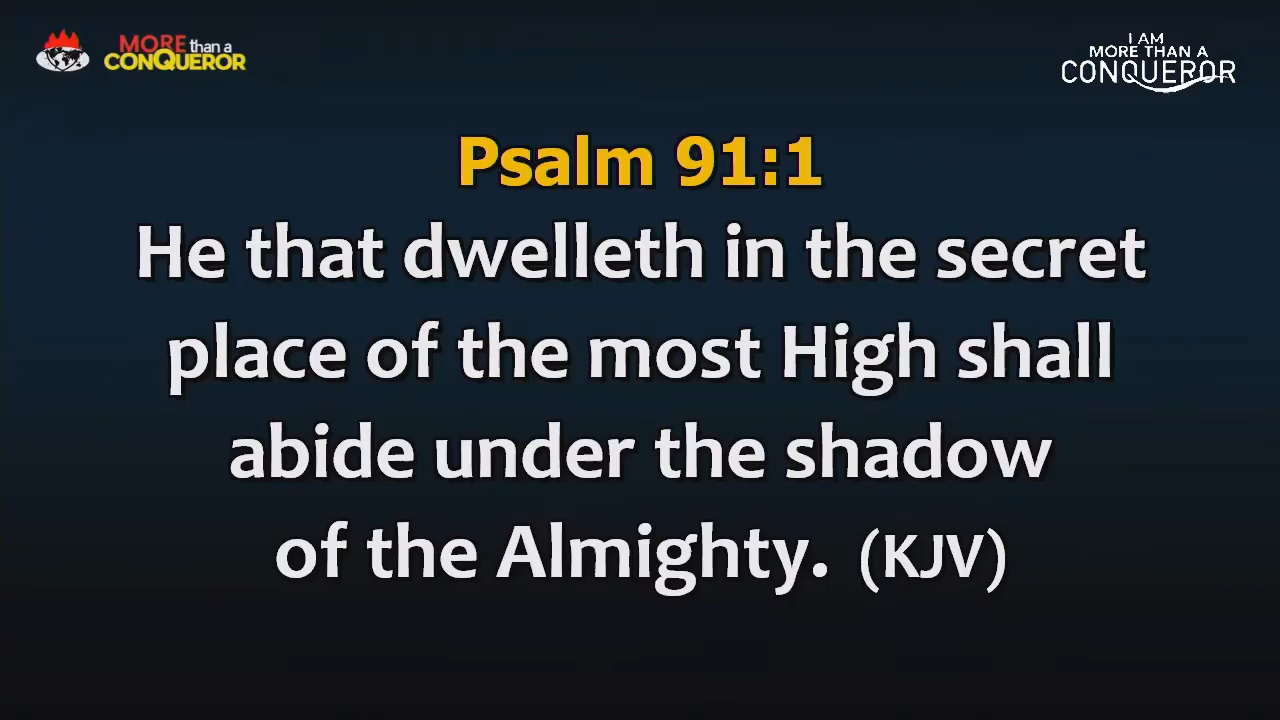 MORE than a
CONQUEROR
I AM
MORE THAN A
CONQUEROR
Psalm 91:1
He that dwelleth in the secret
place of the most High shall
abide under the shadow
of the Almighty. (KJV)